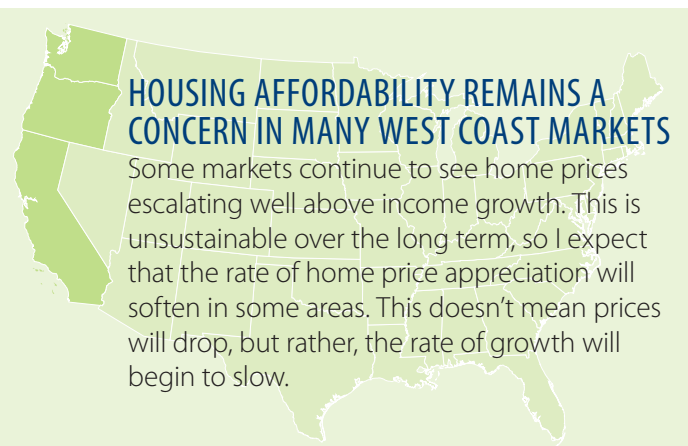 HOUSING AFFORDABILITY REMAINS A
CONCERN IN MANY WEST COAST MARKETS
Some markets continue to see home prices
escalating well above income growth. This is
unsustainable over the long term, so I expect
that the rate of home price appreciation will
soften in some areas. This doesn’t mean prices
will drop, but rather, the rate of growth will
begin to slow.